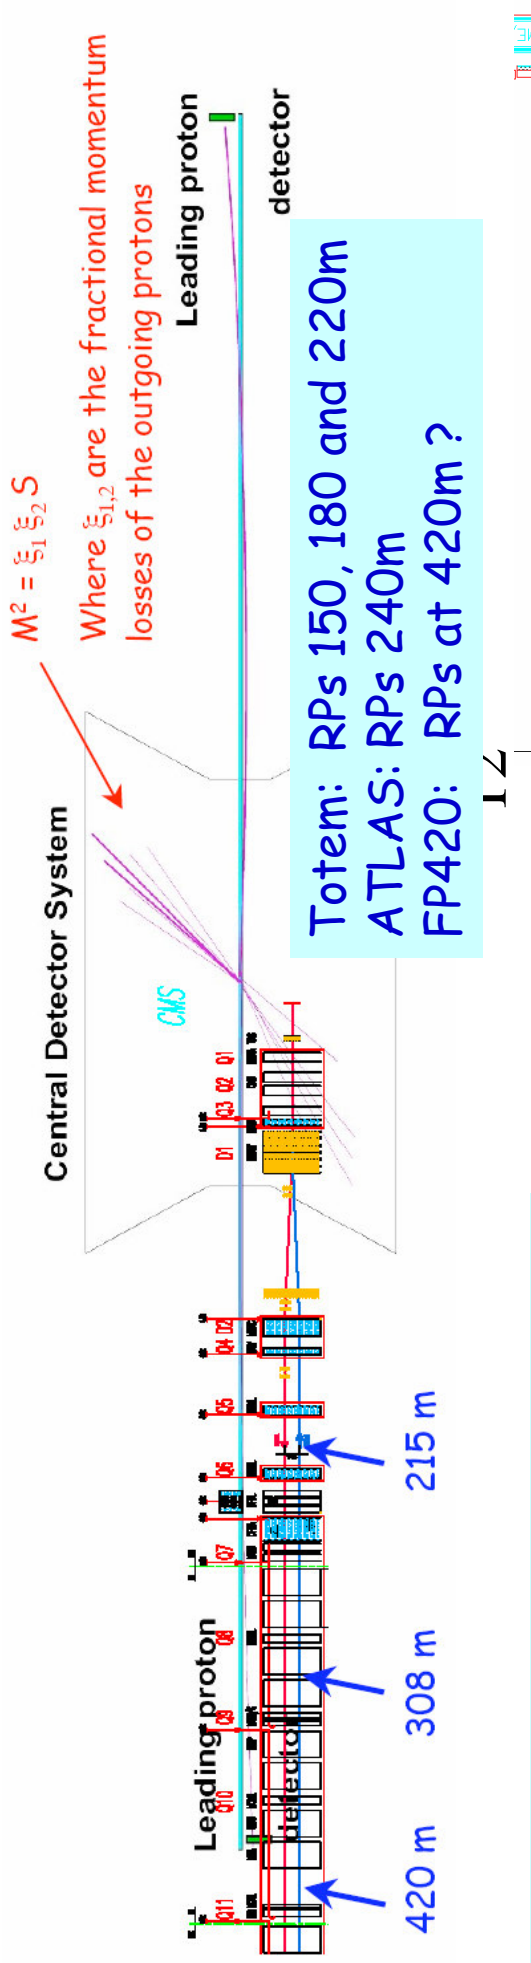 M² = ξ₁ ξ₂ S
Where ξ₁,₂ are the fractional momentum
losses of the outgoing protons
Leading proton
detector
Central Detector System
CMS
Totem: RPs 150, 180 and 220m
ATLAS: RPs 240m
FP420: RPs at 420m ?
Leading proton
detector
Q11
Q10
Q9
Q8
Q7
Q6
Q5
Q4
D2
D1
Q3
Q2
Q1
420 m
308 m
215 m
12